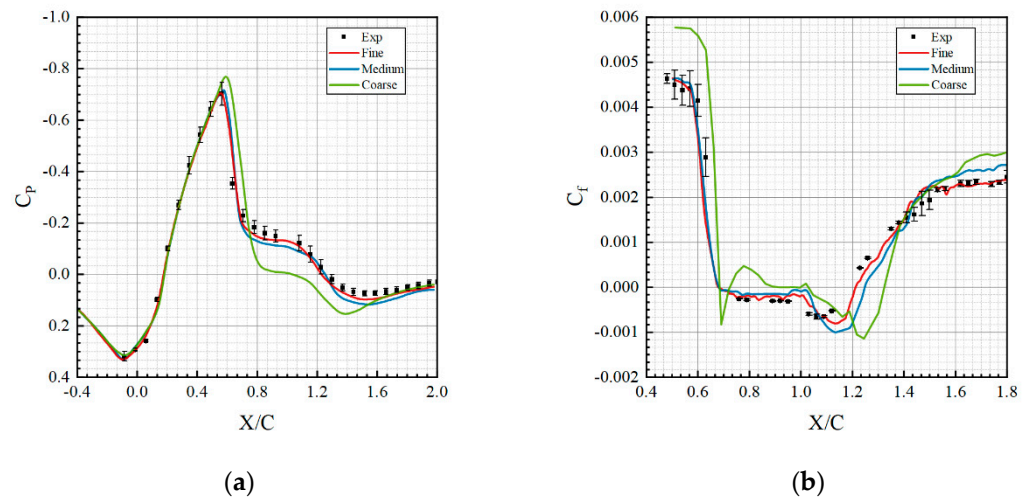 -1.0
-0.8
-0.6
-0.4
-0.2
0.0
0.2
0.4
C_P
-0.4 0.0 0.4 0.8 1.2 1.6 2.0
X/C
Exp
Fine
Medium
Coarse
(a)
0.006
0.005
0.004
0.003
0.002
0.001
0.000
-0.001
-0.002
C_f
0.4 0.6 0.8 1.0 1.2 1.4 1.6 1.8
X/C
Exp
Fine
Medium
Coarse
(b)